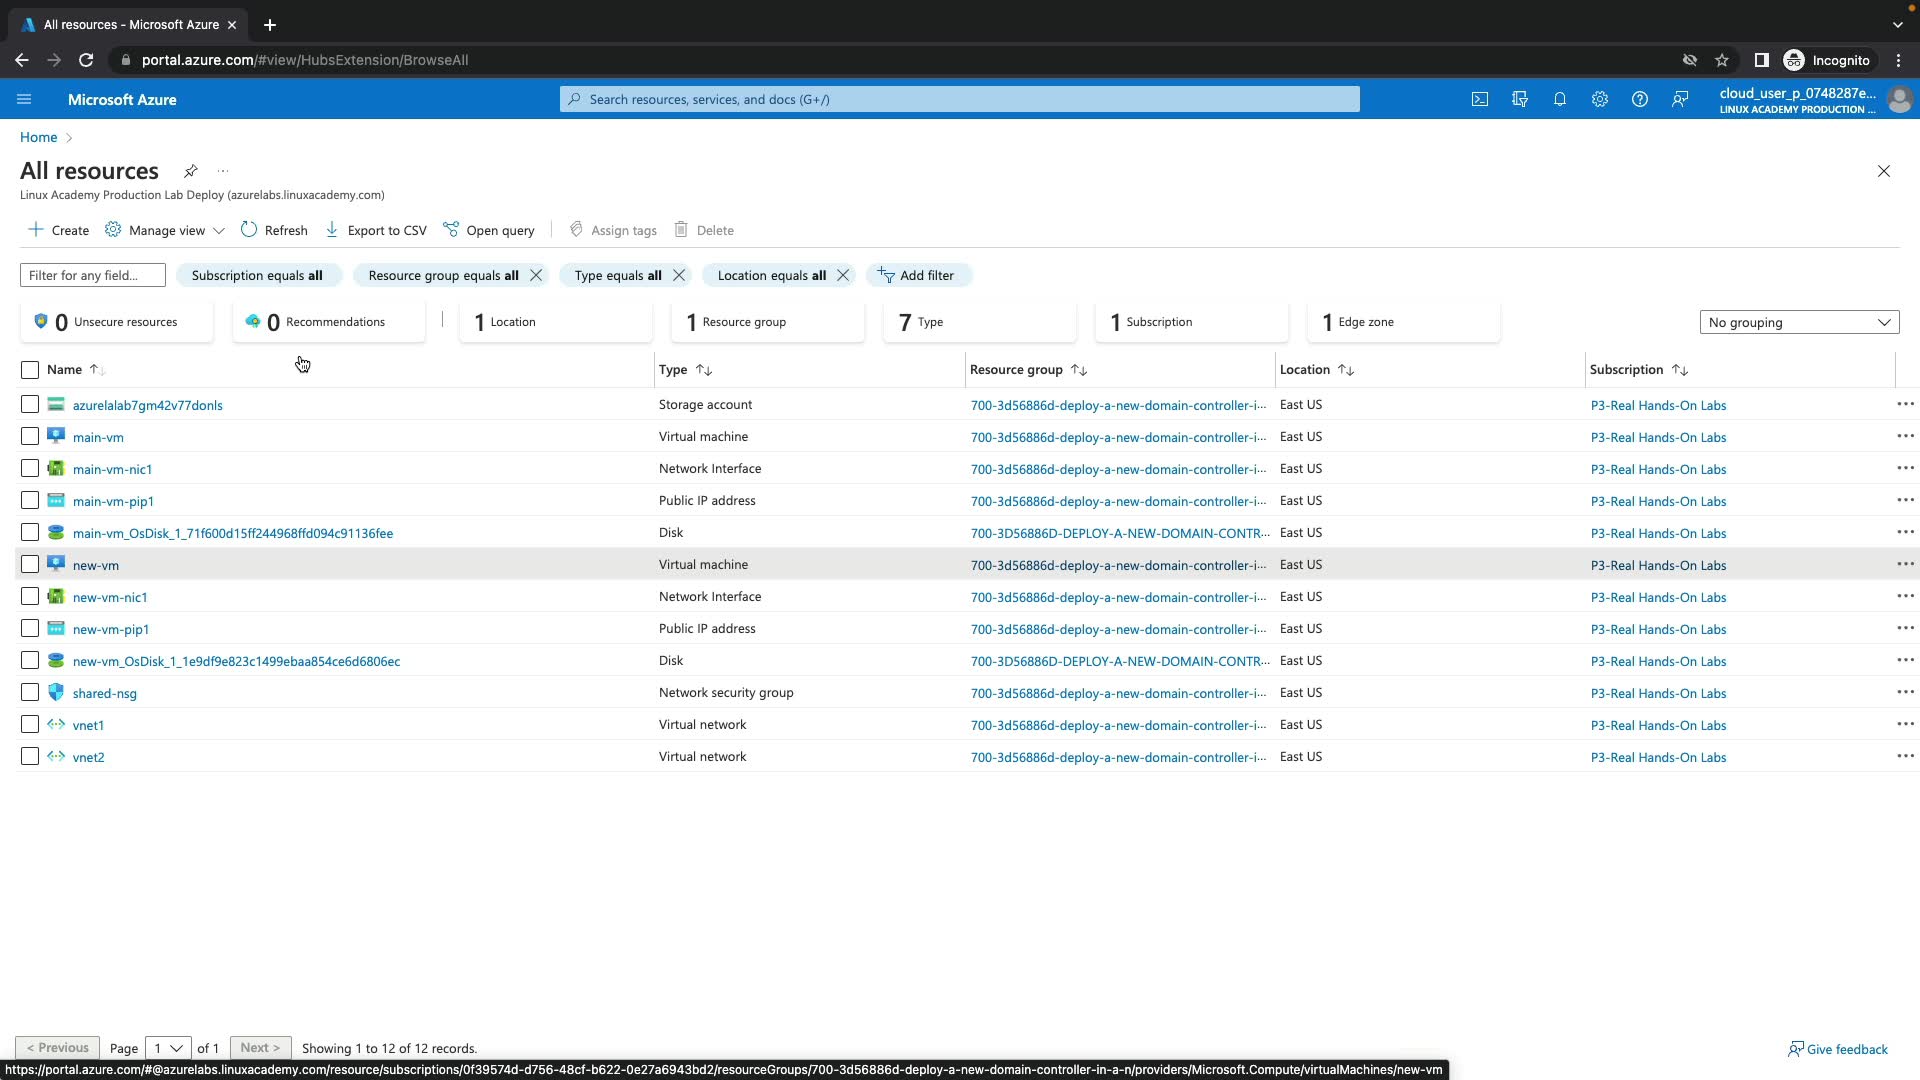 All resources - Microsoft Azure
portal.azure.com/#view/HubsExtension/BrowseAll
Incognito
Microsoft Azure
Search resources, services, and docs (G+/)
cloud_user_p_0748287e...
LINUX ACADEMY PRODUCTION ...
Home
All resources
Linux Academy Production Lab Deploy (azurelabs.linuxacademy.com)
Create Manage view Refresh Export to CSV Open query Assign tags Delete
Filter for any field... Subscription equals all Resource group equals all Type equals all Location equals all Add filter
0 Unsecure resources 0 Recommendations 1 Location 1 Resource group 7 Type 1 Subscription 1 Edge zone No grouping
Name Type Resource group Location Subscription
azurelalab7gm42v77donls Storage account 700-3d56886d-deploy-a-new-domain-controller-i... East US P3-Real Hands-On Labs
main-vm Virtual machine 700-3d56886d-deploy-a-new-domain-controller-i... East US P3-Real Hands-On Labs
main-vm-nic1 Network Interface 700-3d56886d-deploy-a-new-domain-controller-i... East US P3-Real Hands-On Labs
main-vm-pip1 Public IP address 700-3d56886d-deploy-a-new-domain-controller-i... East US P3-Real Hands-On Labs
main-vm_OsDisk_1_71f600d15ff244968ffd094c91136fee Disk 700-3D56886D-DEPLOY-A-NEW-DOMAIN-CONTR... East US P3-Real Hands-On Labs
new-vm Virtual machine 700-3d56886d-deploy-a-new-domain-controller-i... East US P3-Real Hands-On Labs
new-vm-nic1 Network Interface 700-3d56886d-deploy-a-new-domain-controller-i... East US P3-Real Hands-On Labs
new-vm-pip1 Public IP address 700-3d56886d-deploy-a-new-domain-controller-i... East US P3-Real Hands-On Labs
new-vm_OsDisk_1_1e9df9e823c1499ebaa854ce6d6806ec Disk 700-3D56886D-DEPLOY-A-NEW-DOMAIN-CONTR... East US P3-Real Hands-On Labs
shared-nsg Network security group 700-3d56886d-deploy-a-new-domain-controller-i... East US P3-Real Hands-On Labs
vnet1 Virtual network 700-3d56886d-deploy-a-new-domain-controller-i... East US P3-Real Hands-On Labs
vnet2 Virtual network 700-3d56886d-deploy-a-new-domain-controller-i... East US P3-Real Hands-On Labs
< Previous Page 1 of 1 Next > Showing 1 to 12 of 12 records. Give feedback
https://portal.azure.com/#@azurelabs.linuxacademy.com/resource/subscriptions/0f39574d-d756-48cf-b622-0e27a6943bd2/resourceGroups/700-3d56886d-deploy-a-new-domain-controller-in-a-n/providers/Microsoft.Compute/virtualMachines/new-vm